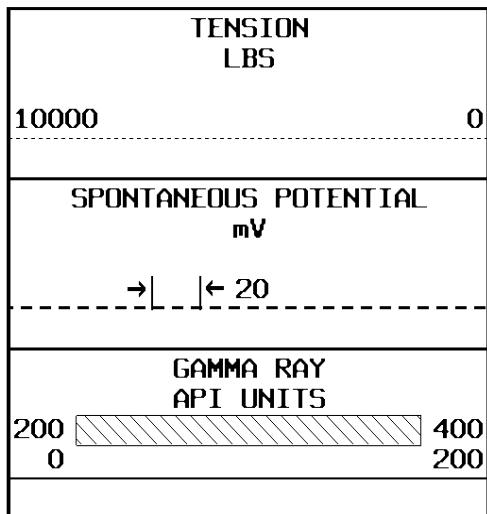 TENSION
LBS
10000 0
SPONTANEOUS POTENTIAL
mV
→ ← 20
GAMMA RAY
API UNITS
200 400
0 200